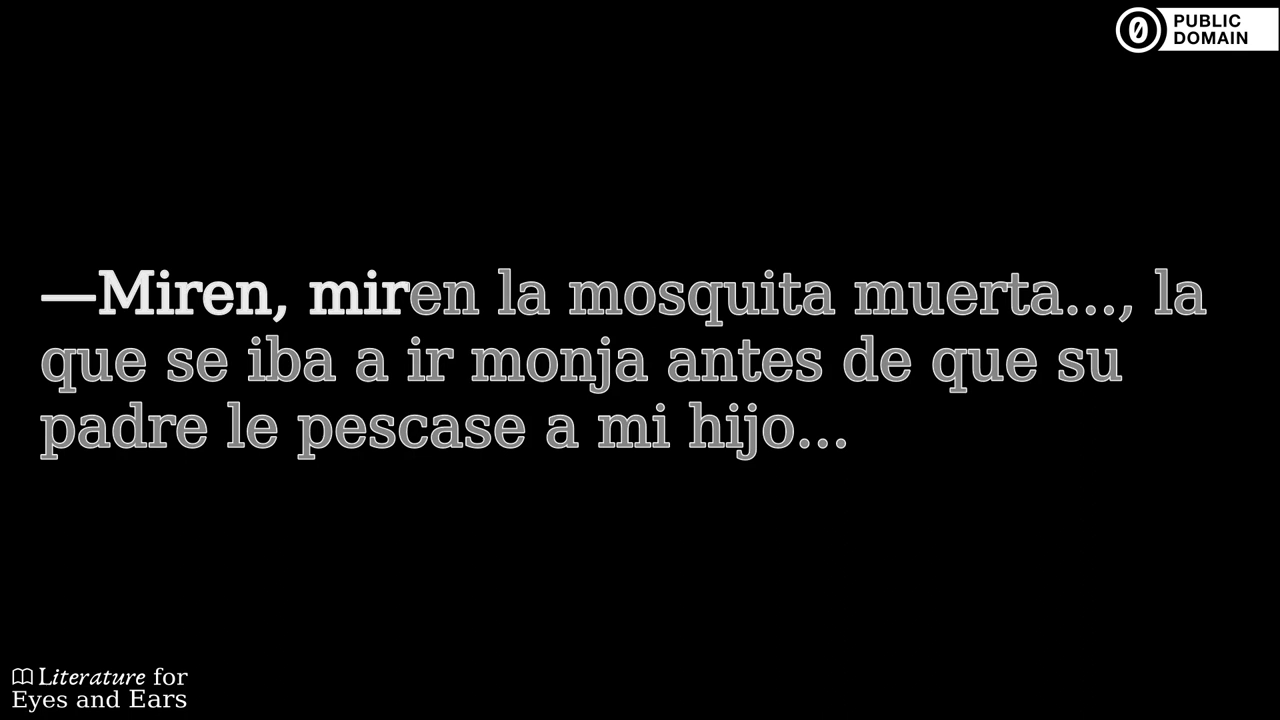 PUBLIC
DOMAIN
—Miren, miren la mosquita muerta..., la
que se iba a ir monja antes de que su
padre le pescase a mi hijo...
Literature for
Eyes and Ears